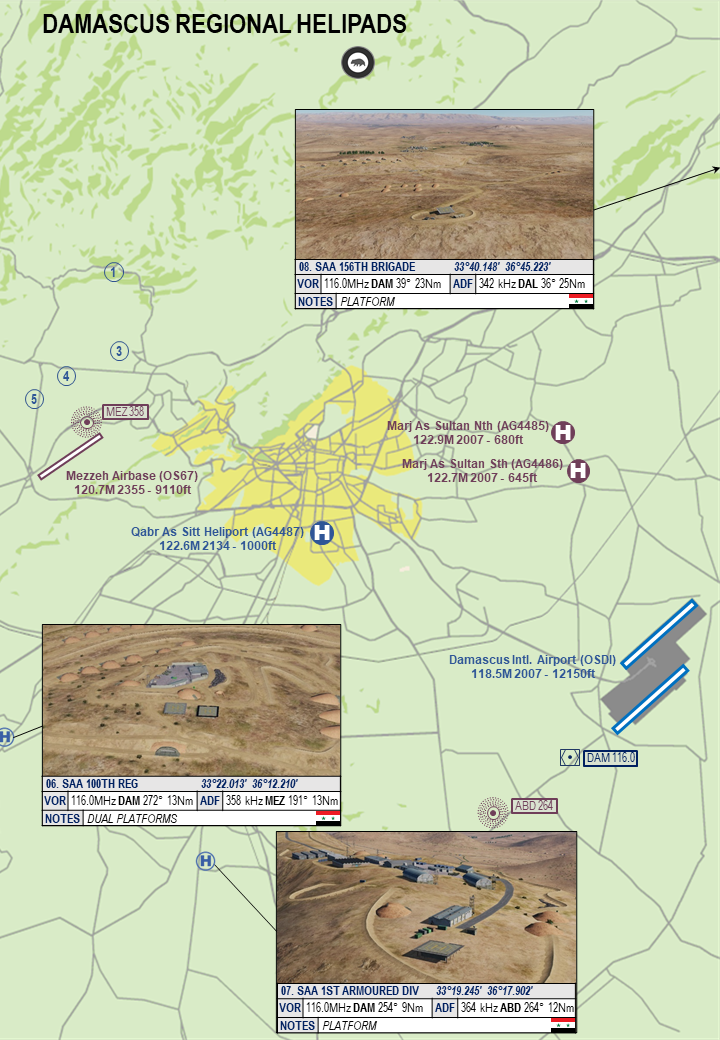 DAMASCUS REGIONAL HELIPADS
08. SAA 156TH BRIGADE 33°40.148' 36°45.223'
VOR 116.0MHz DAM 39° 23Nm ADF 342 kHz DAL 36° 25Nm
NOTES PLATFORM
1
3
4
5
MEZ 358
Mezzeh Airbase (OS67)
120.7M 2355 - 9110ft
Marj As Sultan Nth (AG4485)
122.9M 2007 - 680ft
H
Marj As Sultan Sth (AG4486)
122.7M 2007 - 645ft
H
Qabr As Sitt Heliport (AG4487)
122.6M 2134 - 1000ft
H
Damascus Intl. Airport (OSDI)
118.5M 2007 - 12150ft
H
06. SAA 100TH REG 33°22.013' 36°12.210'
VOR 116.0MHz DAM 272° 13Nm ADF 358 kHz MEZ 191° 13Nm
NOTES DUAL PLATFORMS
DAM 116.0
ABD 264
H
07. SAA 1ST ARMOURED DIV 33°19.245' 36°17.902'
VOR 116.0MHz DAM 254° 9Nm ADF 364 kHz ABD 264° 12Nm
NOTES PLATFORM